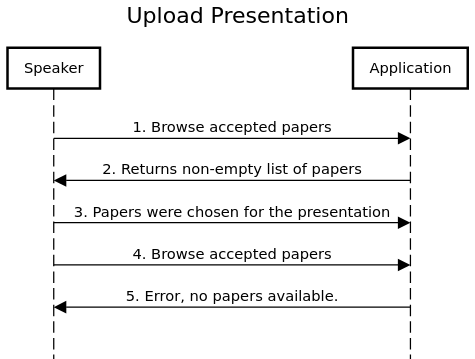 Upload Presentation
Speaker
Application
1. Browse accepted papers
2. Returns non-empty list of papers
3. Papers were chosen for the presentation
4. Browse accepted papers
5. Error, no papers available.